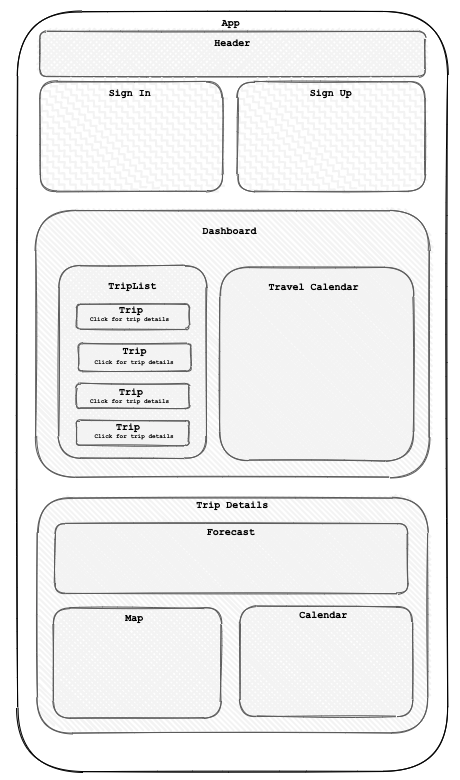 App
Header
Sign In
Sign Up
Dashboard
TripList
Travel Calendar
Trip
Click for trip details
Trip
Click for trip details
Trip
Click for trip details
Trip
Click for trip details
Trip Details
Forecast
Map
Calendar